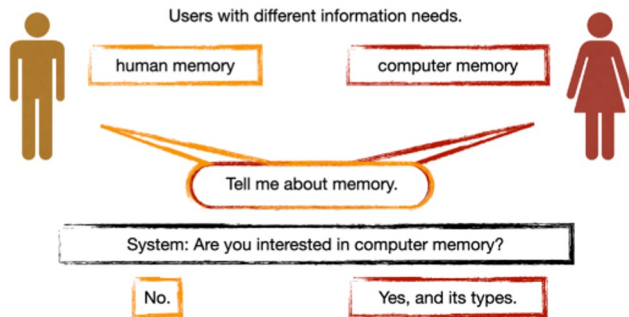 Users with different information needs.
human memory
computer memory
Tell me about memory.
System: Are you interested in computer memory?
No.
Yes, and its types.